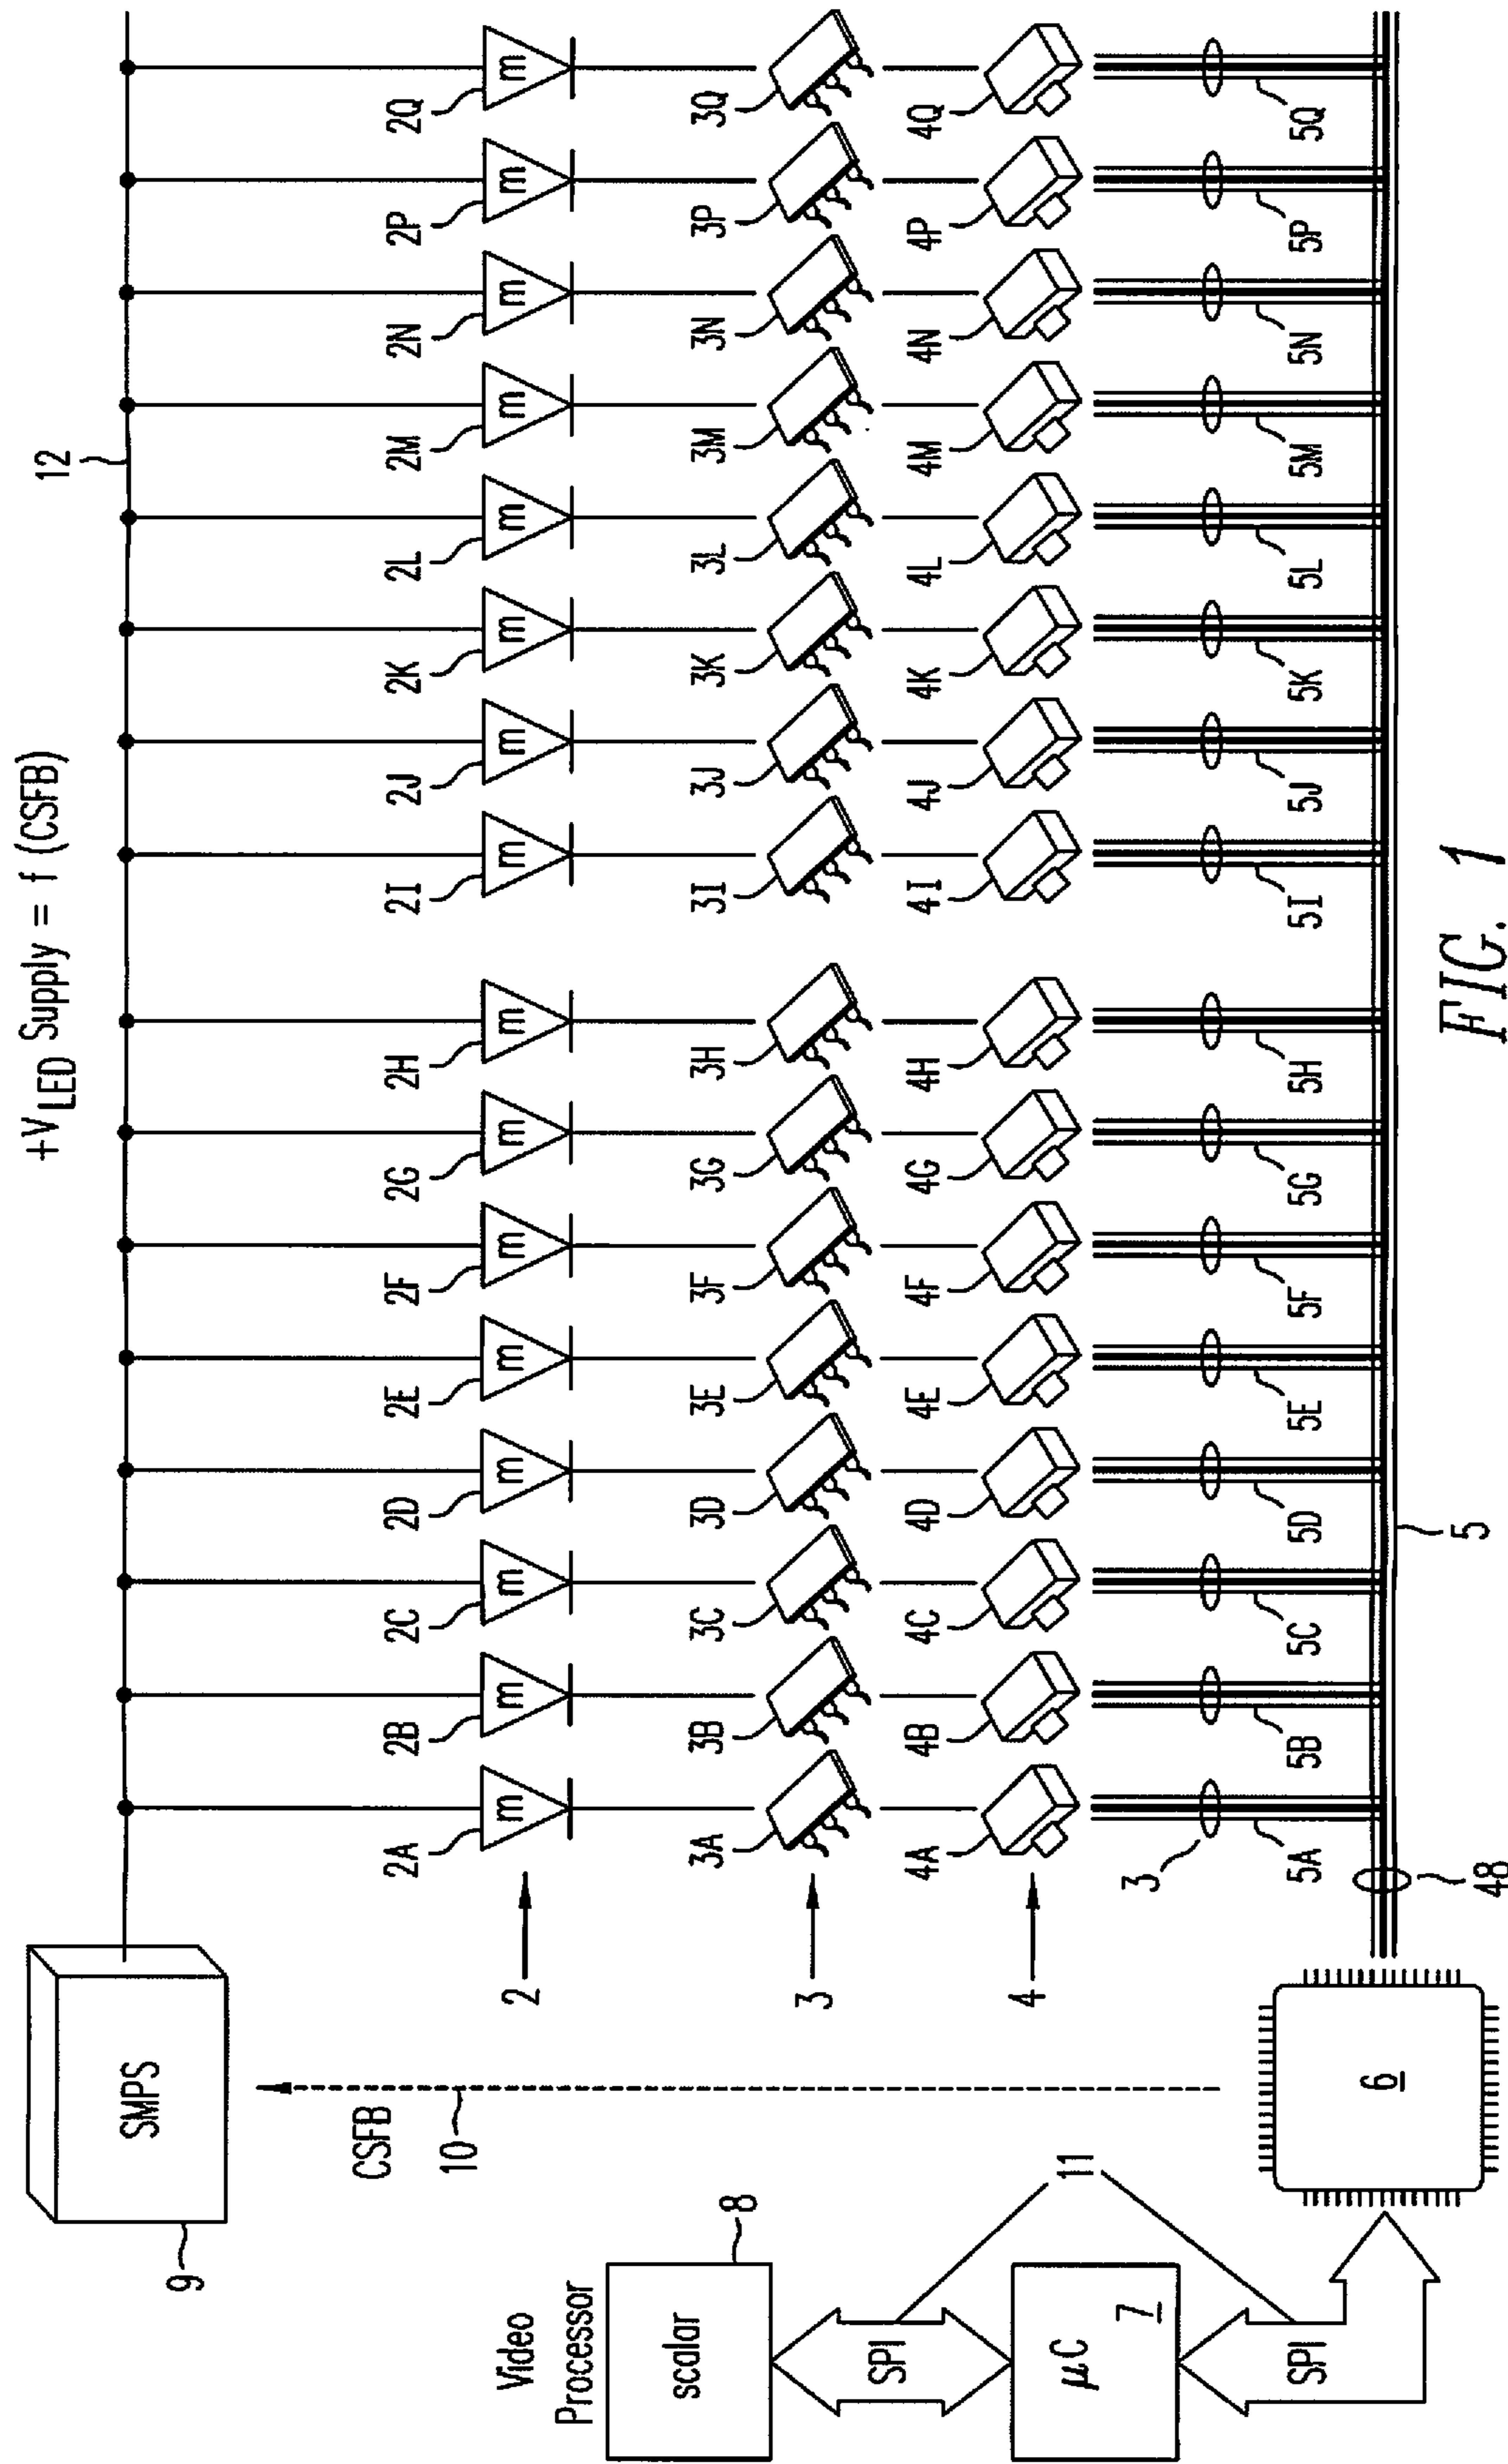 +VLED Supply = f (CSFB)
12
SMPS
9
CSFB
10
2
2A 2B 2C 2D 2E 2F 2G 2H 2I 2J 2K 2L 2M 2N 2P 2Q
m m m m m m m m m m m m m m m m
3
3A 3B 3C 3D 3E 3F 3G 3H 3I 3J 3K 3L 3M 3N 3P 3Q
4
4A 4B 4C 4D 4E 4F 4G 4H 4I 4J 4K 4L 4M 4N 4P 4Q
3
5A 5B 5C 5D 5E 5F 5G 5H 5I 5J 5K 5L 5M 5N 5P 5Q
48
5
Video
Processor
scalar
8
SPI
11
µC
7
SPI
6
FIG. 1